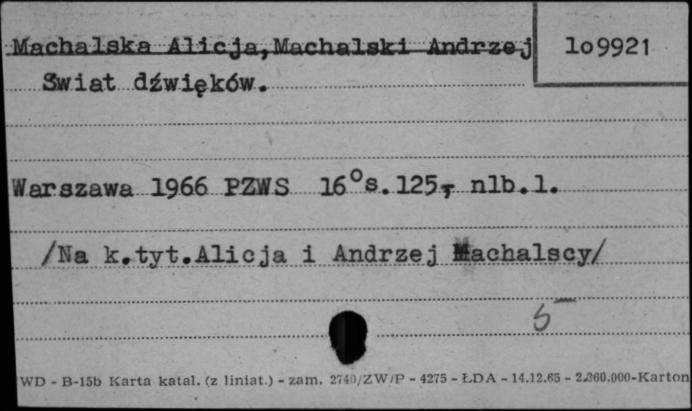 Machalska Alicja, Machalski Andrzej
lo9921
Swiat dźwięków.
Warszawa 1966 PZWS 16°s.125,- nlb.l.
/Na k.tyt.Alicja i Andrzej Machalscy/
5-
WD - B-15b Karta katal. (z liniat.) - zam. 2740/ZW/P - 4275 - ŁDA - 14.12.65 - 2.360.000-Karton